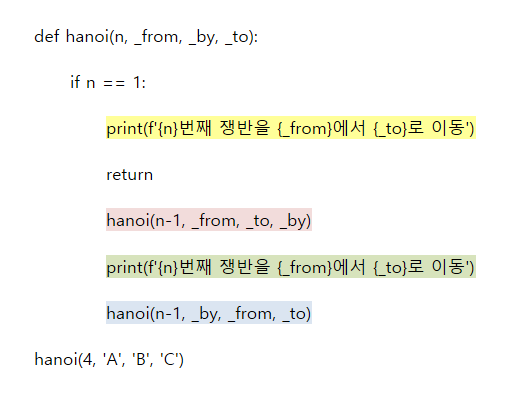 def hanoi(n, _from, _by, _to):
if n == 1:
print(f'{n}번째 쟁반을 {_from}에서 {_to}로 이동')
return
hanoi(n-1, _from, _to, _by)
print(f'{n}번째 쟁반을 {_from}에서 {_to}로 이동')
hanoi(n-1, _by, _from, _to)
hanoi(4, 'A', 'B', 'C')